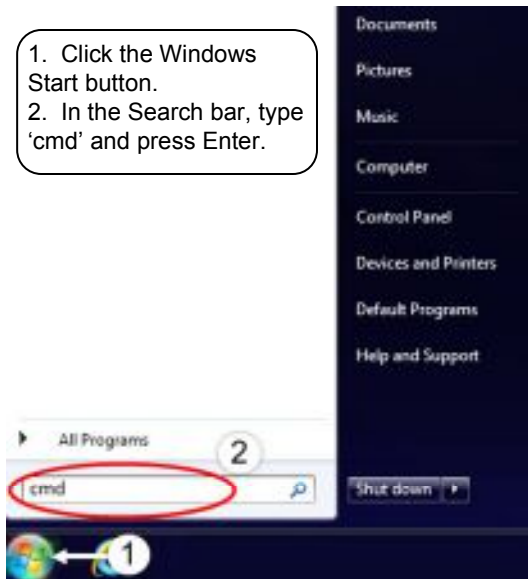 1. Click the Windows
Start button.
2. In the Search bar, type
‘cmd’ and press Enter.
Documents
Pictures
Music
Computer
Control Panel
Devices and Printers
Default Programs
Help and Support
All Programs
2
cmd
Shut down
1